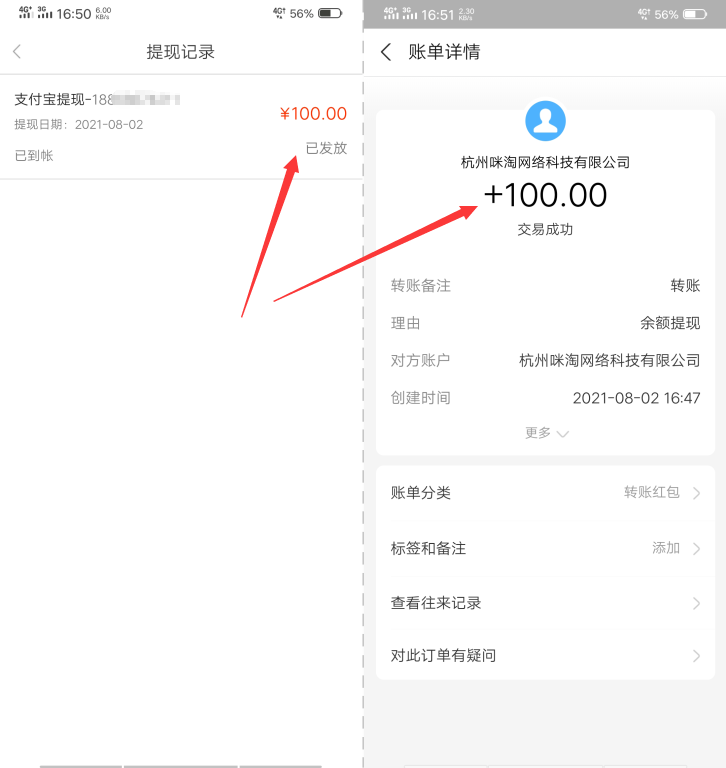 4G+ 3G 16:50 6.00 KB/s 4G 56%
提现记录
支付宝提现-188
¥100.00
提现日期：2021-08-02
已发放
已到帐
4G+ 3G 16:51 2.30 KB/s 4G 56%
账单详情
杭州咪淘网络科技有限公司
+100.00
交易成功
转账备注 转账
理由 余额提现
对方账户 杭州咪淘网络科技有限公司
创建时间 2021-08-02 16:47
更多
账单分类 转账红包
标签和备注 添加
查看往来记录
对此订单有疑问